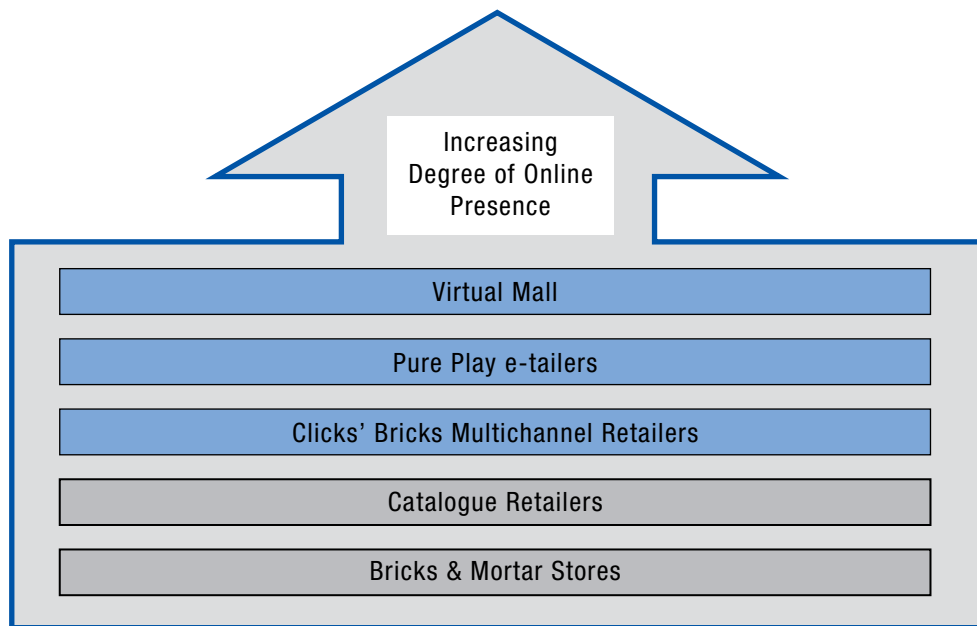 Increasing
Degree of Online
Presence
Virtual Mall
Pure Play e-tailers
Clicks’ Bricks Multichannel Retailers
Catalogue Retailers
Bricks & Mortar Stores